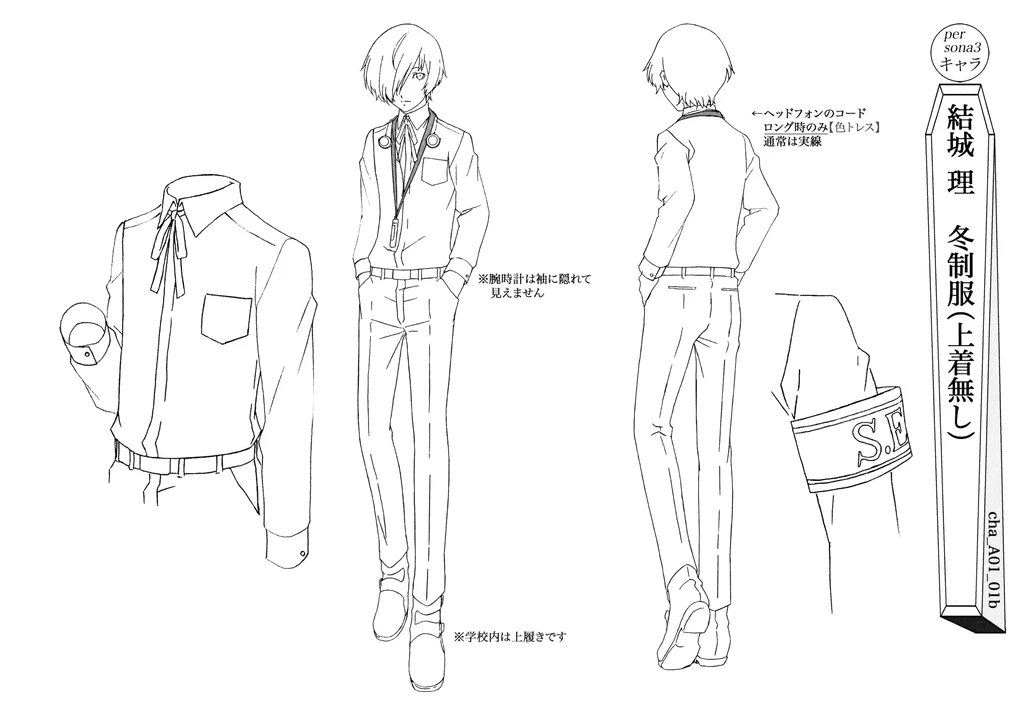 per
sona3
キャラ
結城 理 冬制服(上着無し)
cha_A01_01b
←ヘッドフォンのコード
ロング時のみ【色トレス】
通常は実線
※腕時計は袖に隠れて
見えません
※学校内は上履きです
S.E